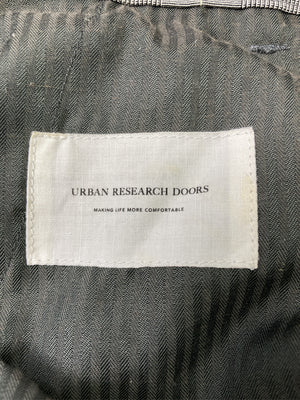 URBAN RESEARCH DOORS
MAKING LIFE MORE COMFORTABLE